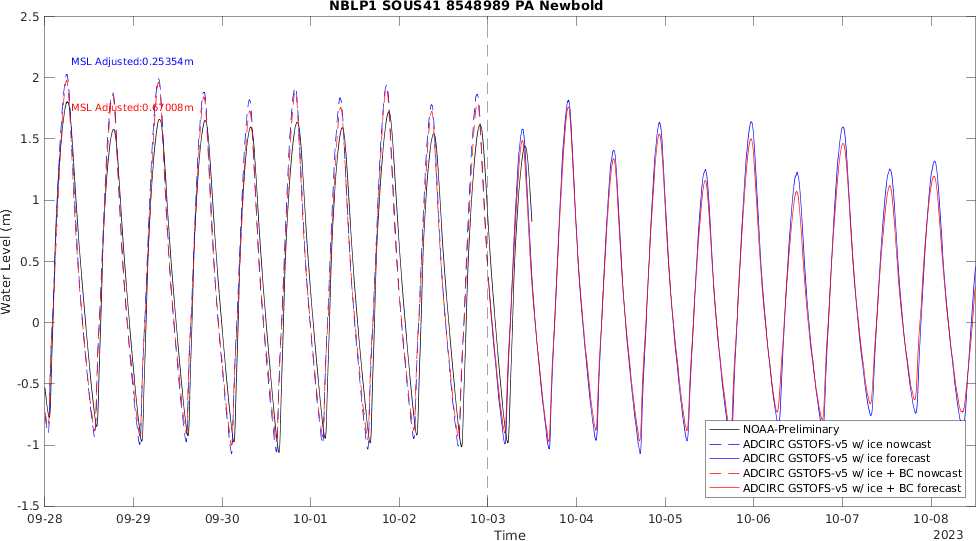 NBLP1 SOUS41 8548989 PA Newbold
2.5
2
1.5
1
0.5
0
-0.5
-1
-1.5
Water Level (m)
MSL Adjusted:0.25354m
MSL Adjusted:0.67008m
NOAA-Preliminary
ADCIRC GSTOFS-v5 w/ ice nowcast
ADCIRC GSTOFS-v5 w/ ice forecast
ADCIRC GSTOFS-v5 w/ ice + BC nowcast
ADCIRC GSTOFS-v5 w/ ice + BC forecast
09-28 09-29 09-30 10-01 10-02 10-03 10-04 10-05 10-06 10-07 10-08
Time
2023